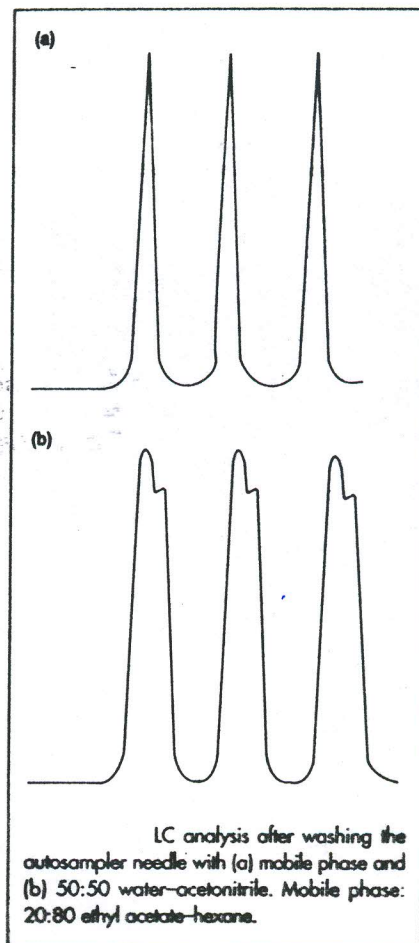 (a)
(b)
LC analysis after washing the
autosampler needle with (a) mobile phase and
(b) 50:50 water–acetonitrile. Mobile phase:
20:80 ethyl acetate–hexane.